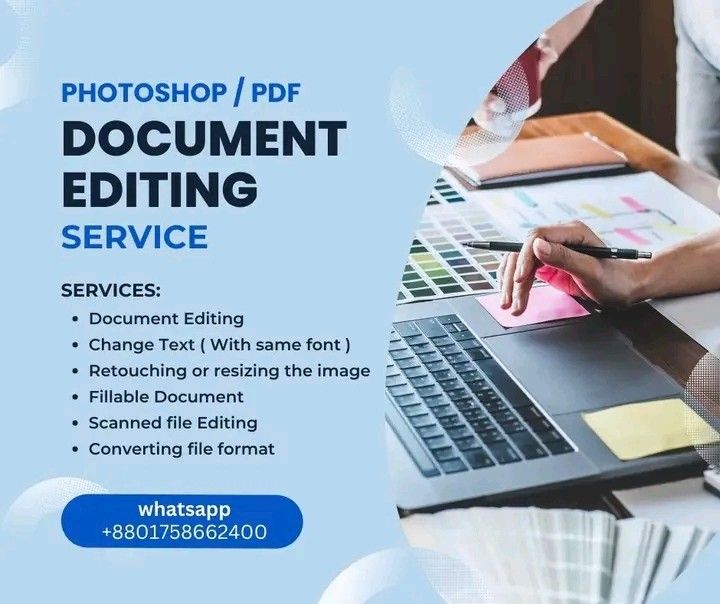 PHOTOSHOP / PDF
DOCUMENT
EDITING
SERVICE
SERVICES:
• Document Editing
• Change Text ( With same font )
• Retouching or resizing the image
• Fillable Document
• Scanned file Editing
• Converting file format
whatsapp
+8801758662400